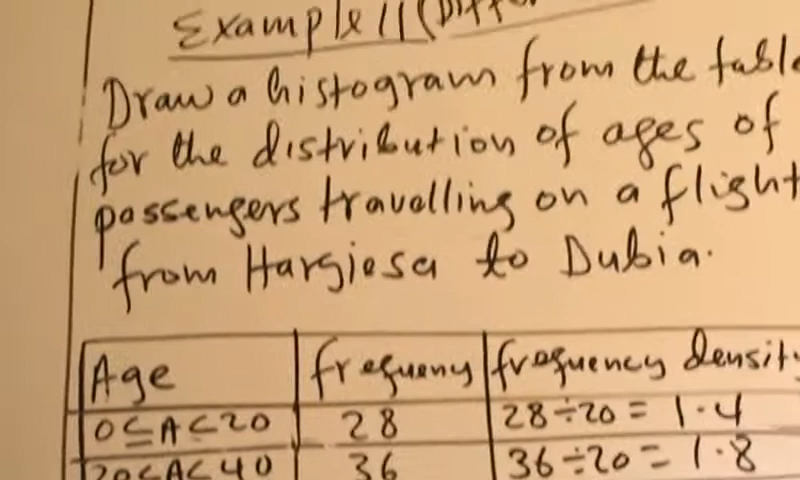 Example 11 (Diff
Draw a histogram from the table
for the distribution of ages of
passengers travelling on a flight
from Hargiesa to Dubia.
Age frequeny frequency density
0≤A<20 28 28÷20 = 1.4
20≤A<40 36 36÷20 = 1.8